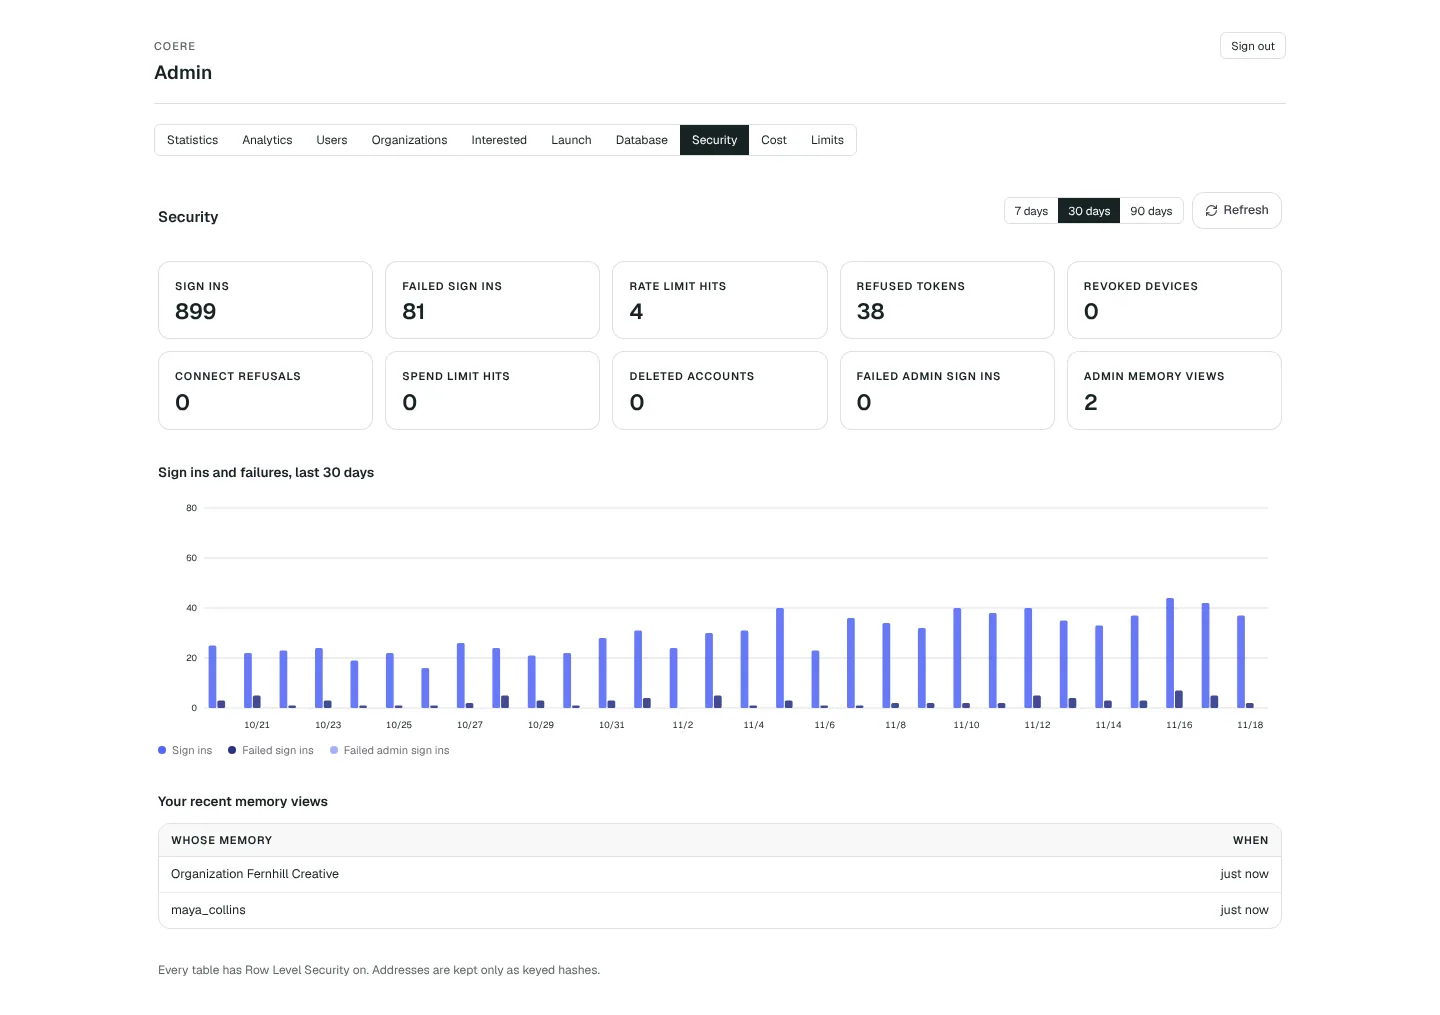 COERE
Sign out
Admin
Statistics Analytics Users Organizations Interested Launch Database Security Cost Limits
Security
7 days 30 days 90 days Refresh
SIGN INS FAILED SIGN INS RATE LIMIT HITS REFUSED TOKENS REVOKED DEVICES
899 81 4 38 0
CONNECT REFUSALS SPEND LIMIT HITS DELETED ACCOUNTS FAILED ADMIN SIGN INS ADMIN MEMORY VIEWS
0 0 0 0 2
Sign ins and failures, last 30 days
80
60
40
20
0
10/21 10/23 10/25 10/27 10/29 10/31 11/2 11/4 11/6 11/8 11/10 11/12 11/14 11/16 11/18
Sign ins Failed sign ins Failed admin sign ins
Your recent memory views
WHOSE MEMORY WHEN
Organization Fernhill Creative just now
maya_collins just now
Every table has Row Level Security on. Addresses are kept only as keyed hashes.